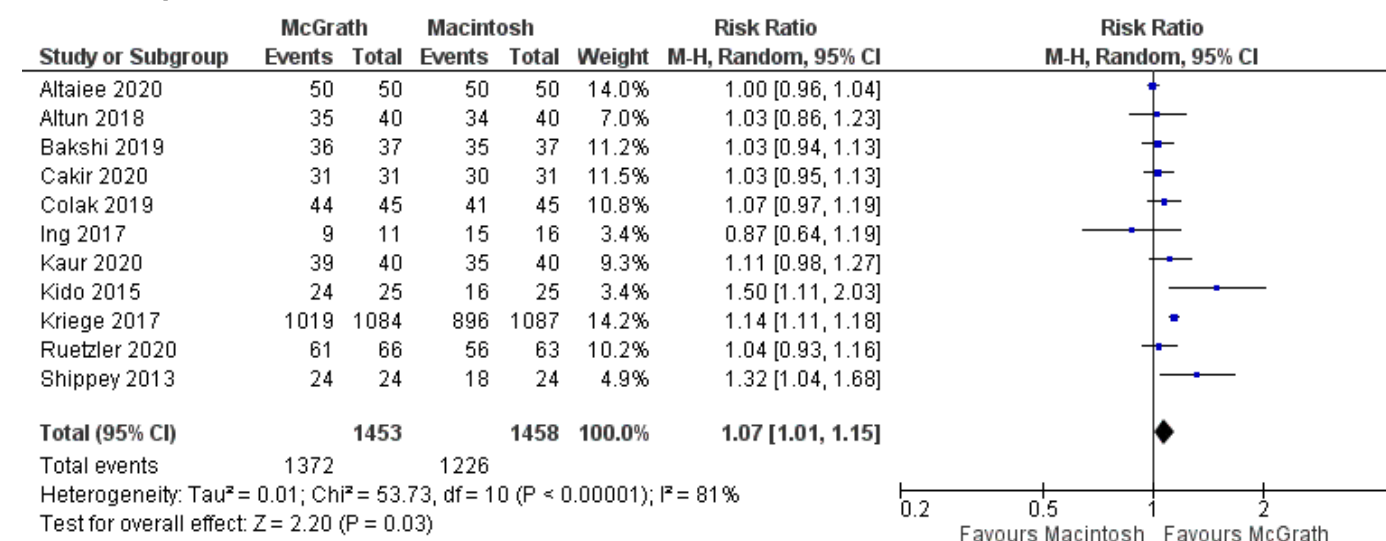 McGrath Macintosh Risk Ratio Risk Ratio
Study or Subgroup Events Total Events Total Weight M-H, Random, 95% CI M-H, Random, 95% CI
Altaiee 2020 50 50 50 50 14.0% 1.00 [0.96, 1.04]
Altun 2018 35 40 34 40 7.0% 1.03 [0.86, 1.23]
Bakshi 2019 36 37 35 37 11.2% 1.03 [0.94, 1.13]
Cakir 2020 31 31 30 31 11.5% 1.03 [0.95, 1.13]
Colak 2019 44 45 41 45 10.8% 1.07 [0.97, 1.19]
Ing 2017 9 11 15 16 3.4% 0.87 [0.64, 1.19]
Kaur 2020 39 40 35 40 9.3% 1.11 [0.98, 1.27]
Kido 2015 24 25 16 25 3.4% 1.50 [1.11, 2.03]
Kriege 2017 1019 1084 896 1087 14.2% 1.14 [1.11, 1.18]
Ruetzler 2020 61 66 56 63 10.2% 1.04 [0.93, 1.16]
Shippey 2013 24 24 18 24 4.9% 1.32 [1.04, 1.68]
Total (95% CI) 1453 1458 100.0% 1.07 [1.01, 1.15]
Total events 1372 1226
Heterogeneity: Tau² = 0.01; Chi² = 53.73, df = 10 (P < 0.00001); I² = 81%
Test for overall effect: Z = 2.20 (P = 0.03)
0.2 0.5 1 2
Favours Macintosh Favours McGrath